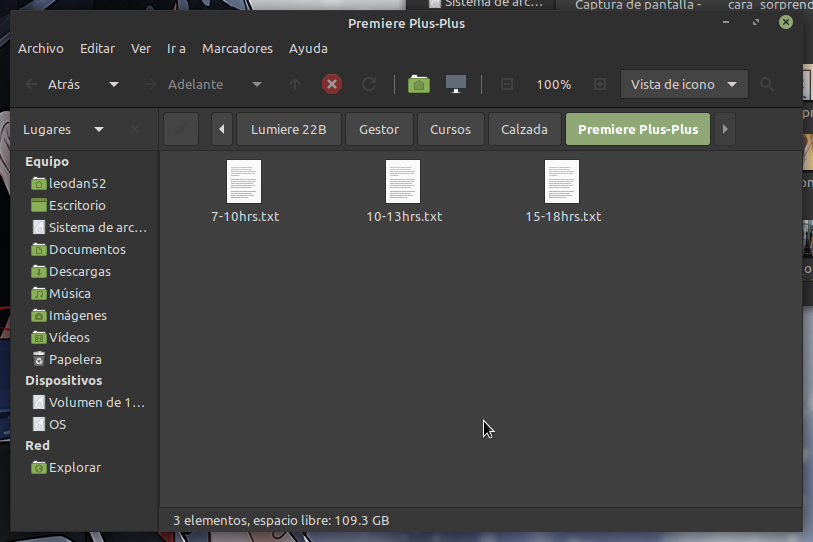 Sistema de arc...
Captura de pantalla -
cara_sorprend
Premiere Plus-Plus
Archivo Editar Ver Ir a Marcadores Ayuda
Atrás Adelante 100% Vista de icono
Lugares Lumiere 22B Gestor Cursos Calzada Premiere Plus-Plus
Equipo
leodan52
Escritorio
Sistema de arc...
Documentos
Descargas
Música
Imágenes
Vídeos
Papelera
Dispositivos
Volumen de 1...
OS
Red
Explorar
7-10hrs.txt 10-13hrs.txt 15-18hrs.txt
3 elementos, espacio libre: 109.3 GB